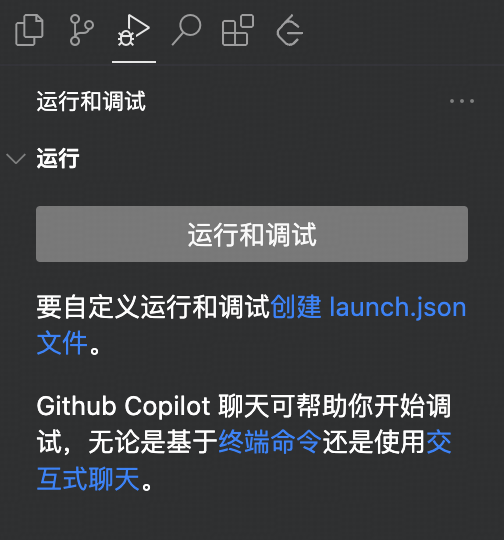 运行和调试
运行
运行和调试
要自定义运行和调试创建 launch.json
文件。
Github Copilot 聊天可帮助你开始调
试，无论是基于终端命令还是使用交
互式聊天。